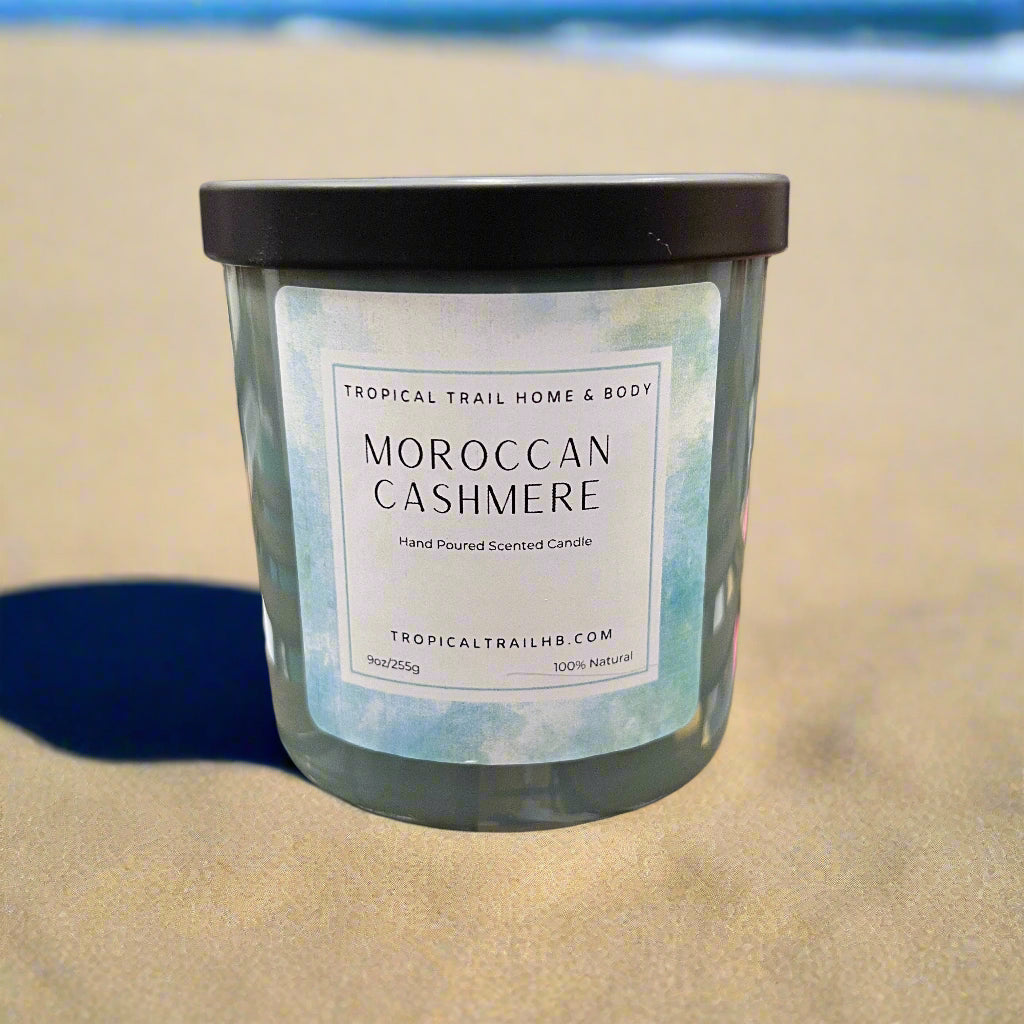 TROPICAL TRAIL HOME & BODY
MOROCCAN
CASHMERE
Hand Poured Scented Candle
TROPICALTRAILHB.COM
9oz/255g 100% Natural